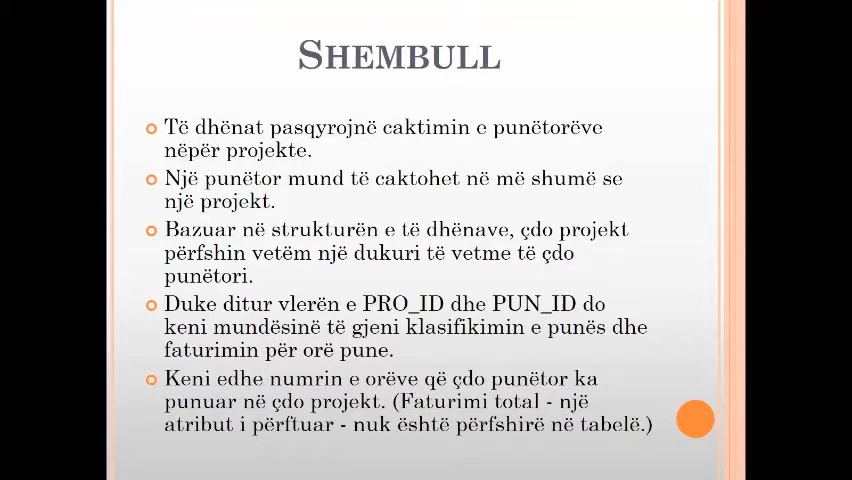 SHEMBULL
Të dhënat pasqyrojnë caktimin e punëtorëve
nëpër projekte.
Një punëtor mund të caktohet në më shumë se
një projekt.
Bazuar në strukturën e të dhënave, çdo projekt
përfshin vetëm një dukuri të vetme të çdo
punëtori.
Duke ditur vlerën e PRO_ID dhe PUN_ID do
keni mundësinë të gjeni klasifikimin e punës dhe
faturimin për orë pune.
Keni edhe numrin e orëve që çdo punëtor ka
punuar në çdo projekt. (Faturimi total - një
atribut i përftuar - nuk është përfshirë në tabelë.)